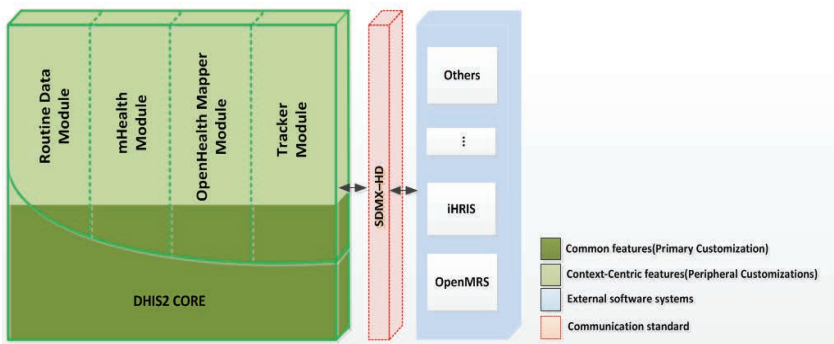 Routine Data
Module
mHealth
Module
OpenHealth Mapper
Module
Tracker
Module
DHIS2 CORE
SDMX–HD
Others
...
iHRIS
OpenMRS
Common features(Primary Customization)
Context-Centric features(Peripheral Customizations)
External software systems
Communication standard